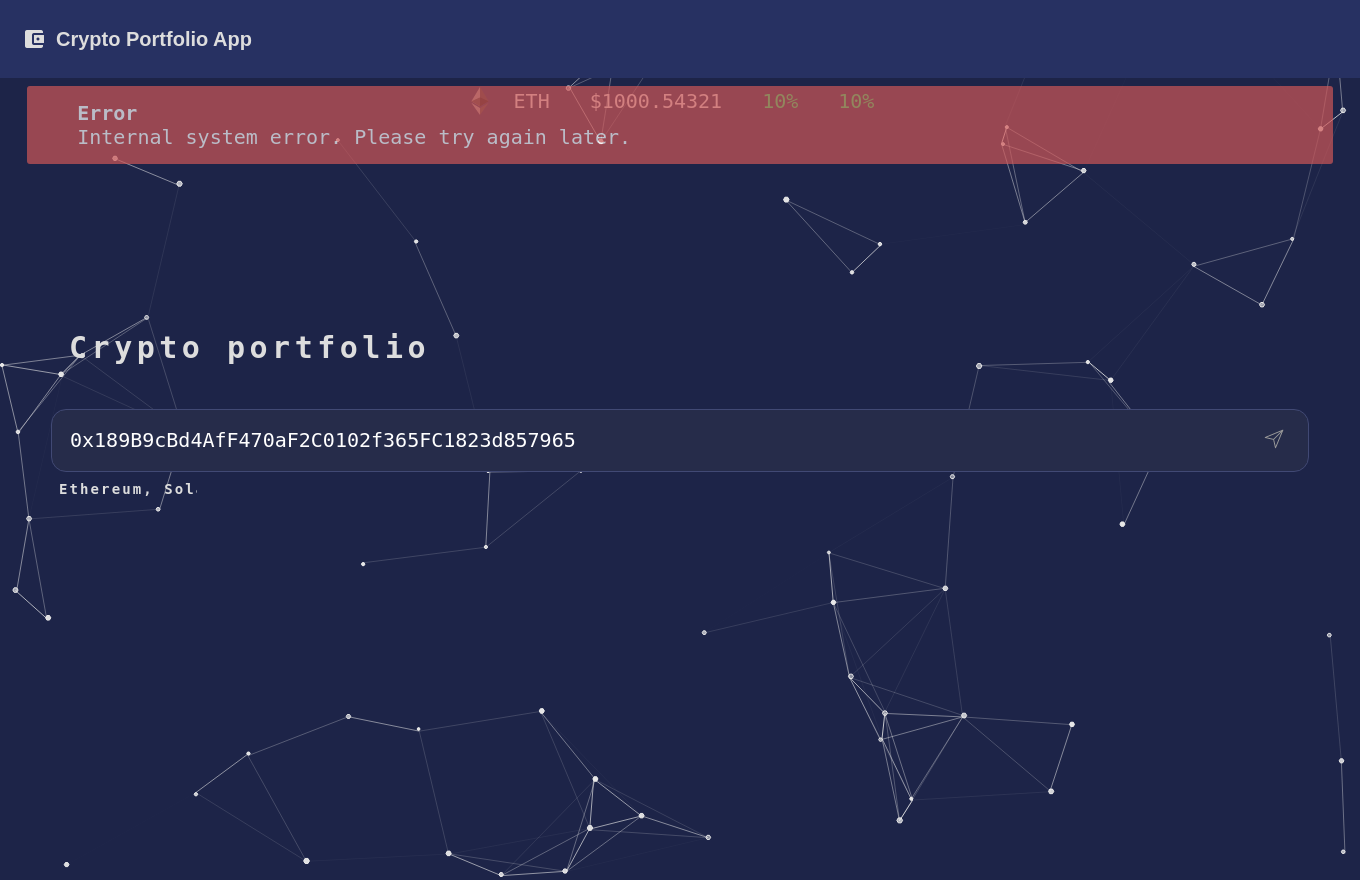 Crypto Portfolio App
ETH $1000.54321 10% 10%
Error
Internal system error. Please try again later.
Crypto portfolio
0x189B9cBd4AfF470aF2C0102f365FC1823d857965
Ethereum, Sol